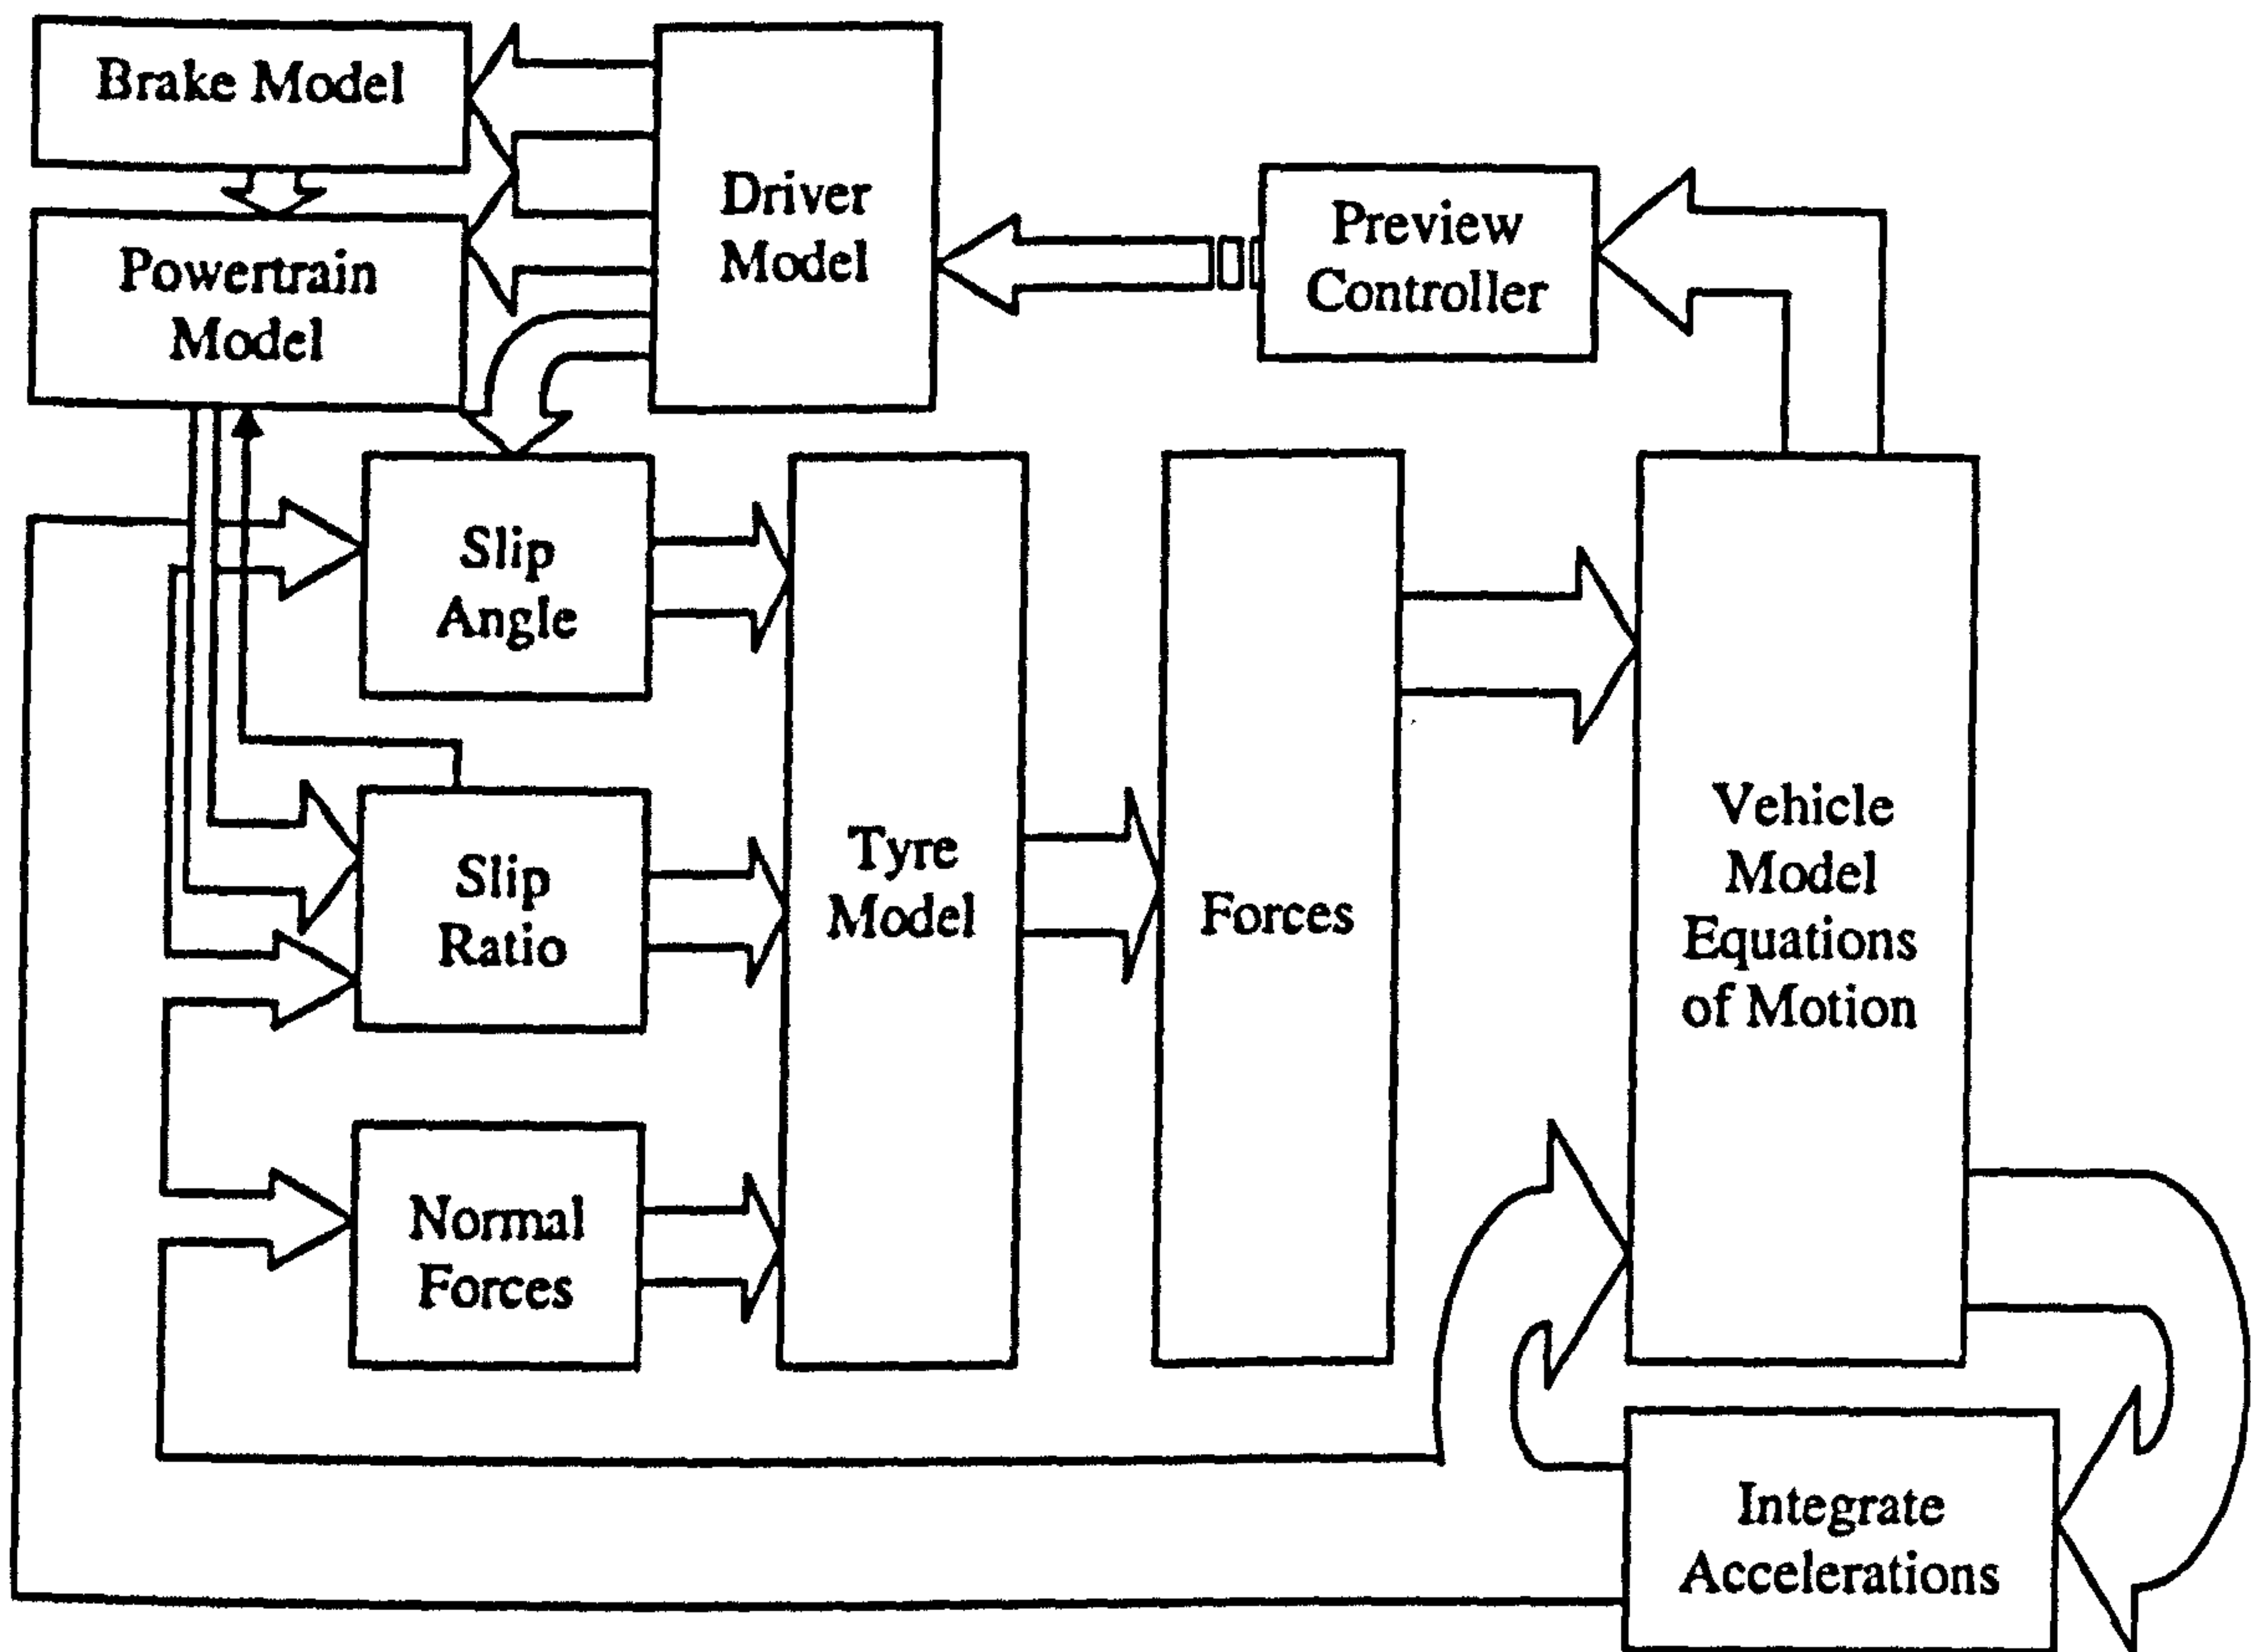 Brake Model
Driver
Model
Preview
Controller
Powertrain
Model
Slip
Angle
Slip
Ratio
Normal
Forces
Tyre
Model
Forces
Vehicle
Model
Equations
of Motion
Integrate
Accelerations